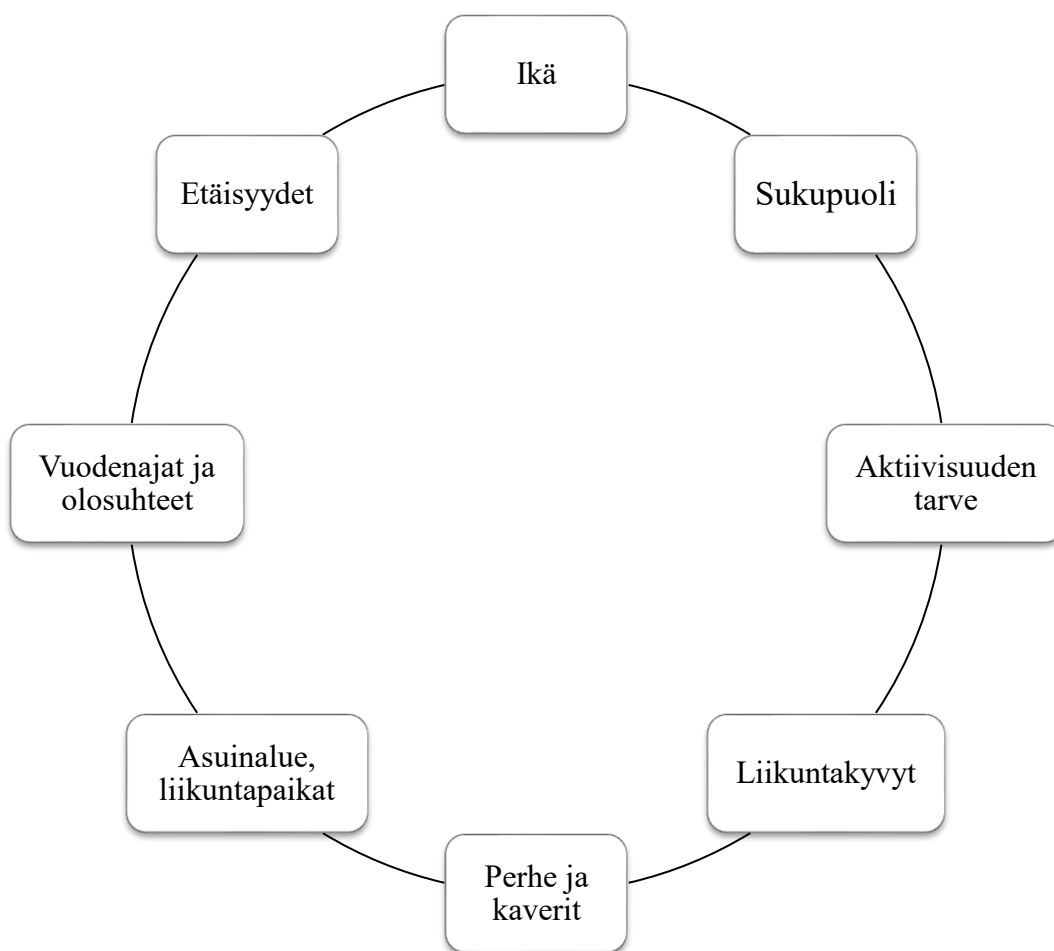 Ikä
Sukupuoli
Aktiivisuuden
tarve
Liikuntakyvyt
Perhe ja
kaverit
Asuinalue,
liikuntapaikat
Vuodenajat ja
olosuhteet
Etäisyydet